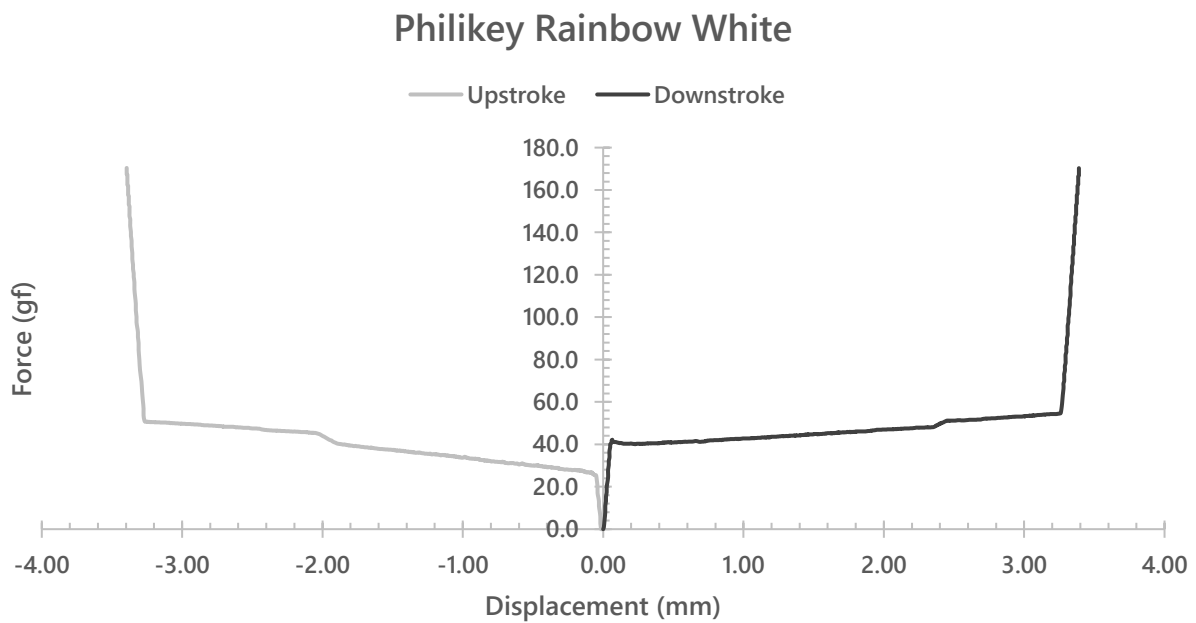 Philikey Rainbow White
Upstroke Downstroke
180.0
160.0
140.0
120.0
100.0
80.0
60.0
40.0
20.0
0.0
Force (gf)
-4.00 -3.00 -2.00 -1.00 0.00 1.00 2.00 3.00 4.00
Displacement (mm)